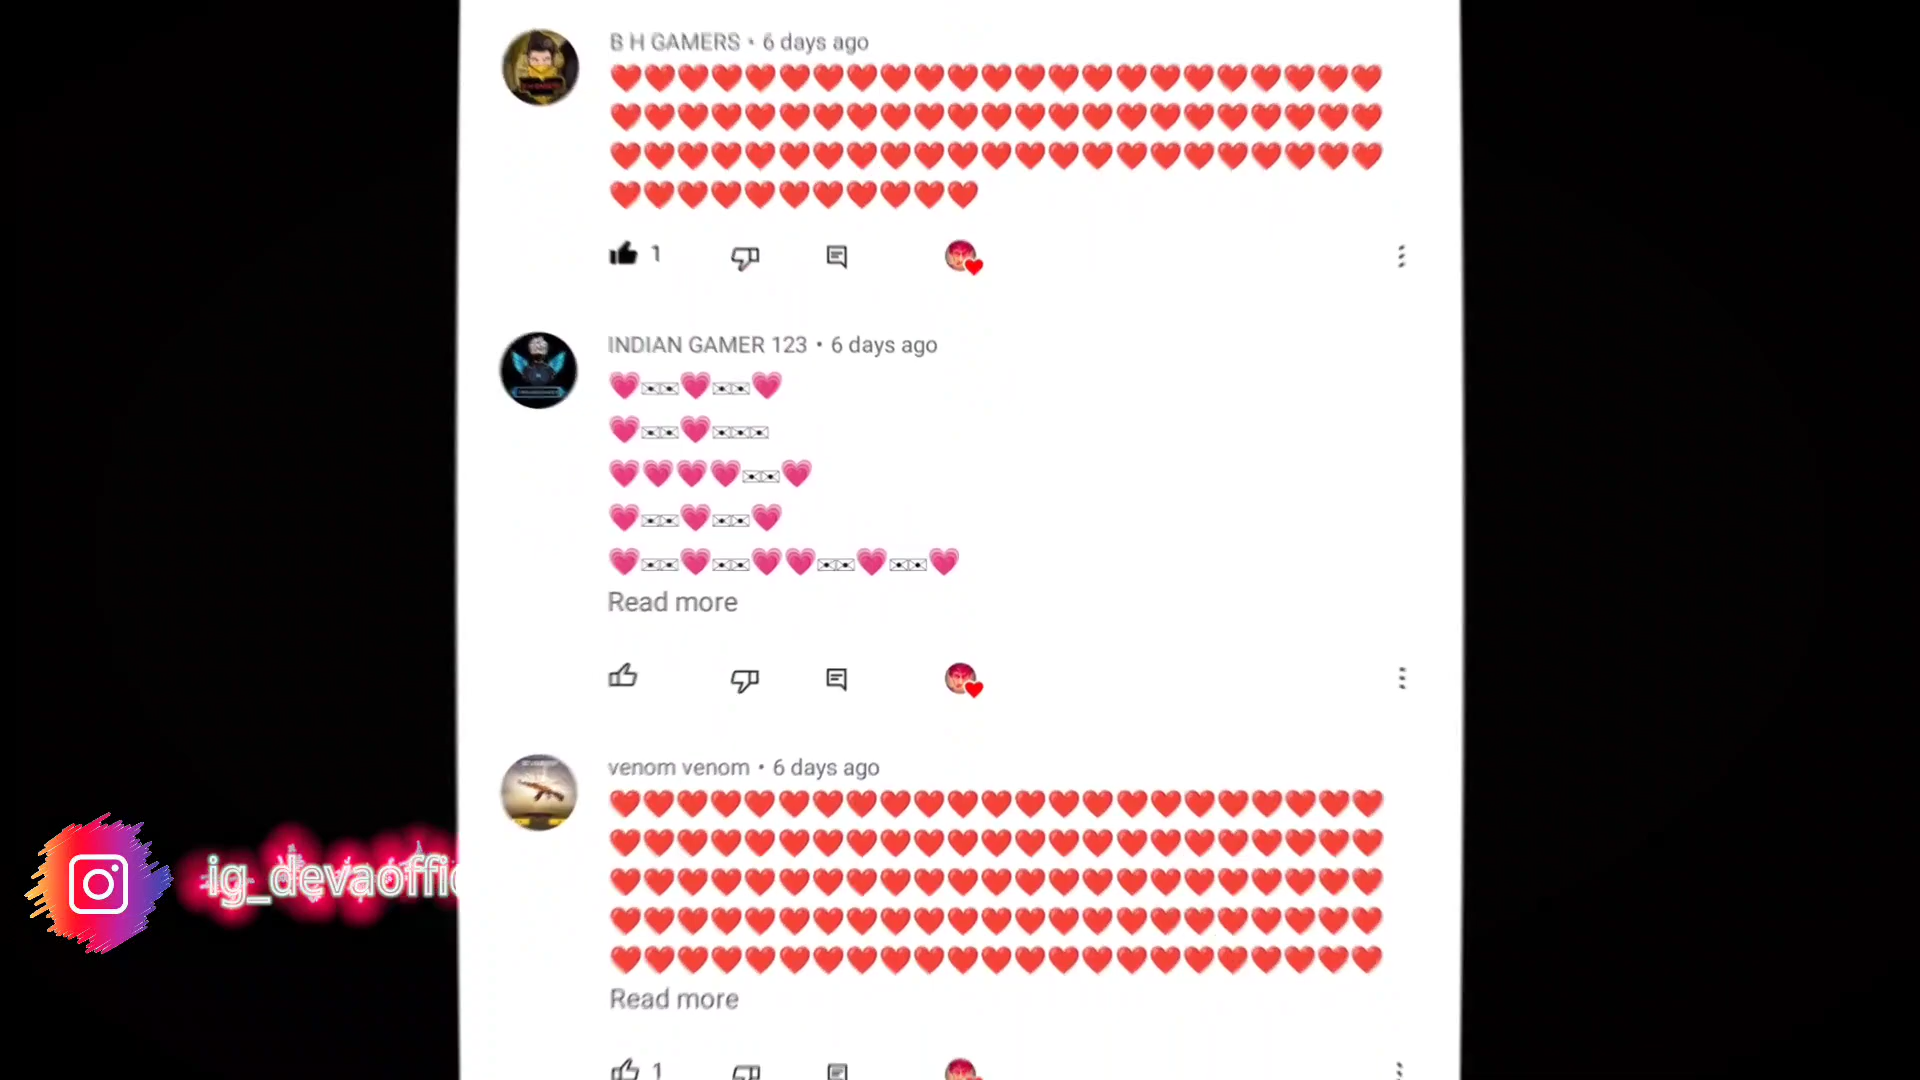 B H GAMERS • 6 days ago
❤️❤️❤️❤️❤️❤️❤️❤️❤️❤️❤️❤️❤️❤️❤️❤️❤️❤️❤️❤️❤️❤️❤️
❤️❤️❤️❤️❤️❤️❤️❤️❤️❤️❤️❤️❤️❤️❤️❤️❤️❤️❤️❤️❤️❤️❤️
❤️❤️❤️❤️❤️❤️❤️❤️❤️❤️❤️❤️❤️❤️❤️❤️❤️❤️❤️❤️❤️❤️❤️
❤️❤️❤️❤️❤️❤️❤️❤️❤️❤️❤️
1
INDIAN GAMER 123 • 6 days ago
💗🖂🖂💗🖂🖂💗
💗🖂🖂💗🖂🖂🖂
💗💗💗💗🖂🖂💗
💗🖂🖂💗🖂🖂💗
💗🖂🖂💗🖂🖂💗💗🖂🖂💗🖂🖂💗
Read more
venom venom • 6 days ago
❤️❤️❤️❤️❤️❤️❤️❤️❤️❤️❤️❤️❤️❤️❤️❤️❤️❤️❤️❤️❤️❤️❤️
❤️❤️❤️❤️❤️❤️❤️❤️❤️❤️❤️❤️❤️❤️❤️❤️❤️❤️❤️❤️❤️❤️❤️
❤️❤️❤️❤️❤️❤️❤️❤️❤️❤️❤️❤️❤️❤️❤️❤️❤️❤️❤️❤️❤️❤️❤️
❤️❤️❤️❤️❤️❤️❤️❤️❤️❤️❤️❤️❤️❤️❤️❤️❤️❤️❤️❤️❤️❤️❤️
❤️❤️❤️❤️❤️❤️❤️❤️❤️❤️❤️❤️❤️❤️❤️❤️❤️❤️❤️❤️❤️❤️❤️
Read more
1
ig_devaoffic